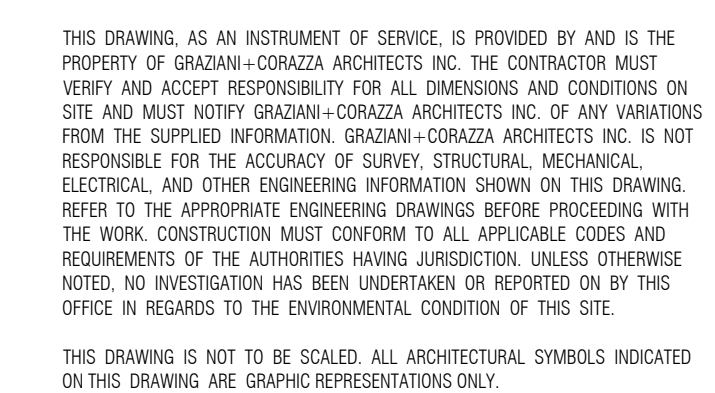 THIS DRAWING, AS AN INSTRUMENT OF SERVICE, IS PROVIDED BY AND IS THE
PROPERTY OF GRAZIANI+CORAZZA ARCHITECTS INC. THE CONTRACTOR MUST
VERIFY AND ACCEPT RESPONSIBILITY FOR ALL DIMENSIONS AND CONDITIONS ON
SITE AND MUST NOTIFY GRAZIANI+CORAZZA ARCHITECTS INC. OF ANY VARIATIONS
FROM THE SUPPLIED INFORMATION. GRAZIANI+CORAZZA ARCHITECTS INC. IS NOT
RESPONSIBLE FOR THE ACCURACY OF SURVEY, STRUCTURAL, MECHANICAL,
ELECTRICAL, AND OTHER ENGINEERING INFORMATION SHOWN ON THIS DRAWING.
REFER TO THE APPROPRIATE ENGINEERING DRAWINGS BEFORE PROCEEDING WITH
THE WORK. CONSTRUCTION MUST CONFORM TO ALL APPLICABLE CODES AND
REQUIREMENTS OF THE AUTHORITIES HAVING JURISDICTION. UNLESS OTHERWISE
NOTED, NO INVESTIGATION HAS BEEN UNDERTAKEN OR REPORTED ON BY THIS
OFFICE IN REGARDS TO THE ENVIRONMENTAL CONDITION OF THIS SITE.
THIS DRAWING IS NOT TO BE SCALED. ALL ARCHITECTURAL SYMBOLS INDICATED
ON THIS DRAWING ARE GRAPHIC REPRESENTATIONS ONLY.